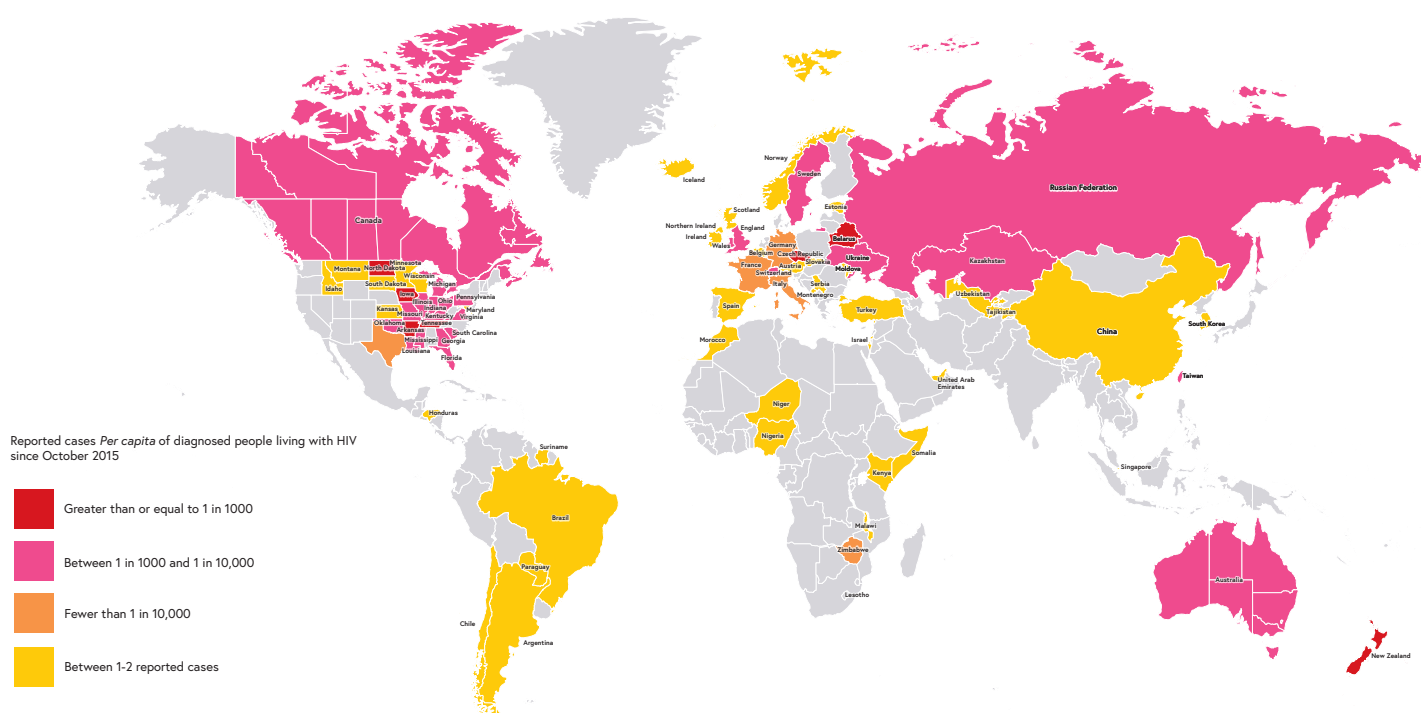 Norway
Sweden
Iceland
Russian Federation
Scotland
Estonia
Northern Ireland
England
Ireland
Canada
Wales
Germany
Belarus
Belgium
Czech Republic
Ukraine
France
Austria
Slovakia
Kazakhstan
Minnesota
Montana
North Dakota
Switzerland
Moldova
Wisconsin
Idaho
South Dakota
Michigan
Italy
Serbia
Montenegro
Uzbekistan
Iowa
Illinois
Ohio
Pennsylvania
Indiana
Spain
Turkey
Tajikistan
Kansas
Missouri
Kentucky
Maryland
Virginia
Oklahoma
Tennessee
Arkansas
South Carolina
Mississippi
Georgia
Louisiana
Florida
China
South Korea
Morocco
Israel
Taiwan
United Arab
Emirates
Niger
Honduras
Nigeria
Reported cases Per capita of diagnosed people living with HIV
since October 2015
Suriname
Somalia
Kenya
Singapore
Greater than or equal to 1 in 1000
Brazil
Malawi
Zimbabwe
Between 1 in 1000 and 1 in 10,000
Paraguay
Australia
Lesotho
Fewer than 1 in 10,000
Chile
Argentina
New Zealand
Between 1-2 reported cases